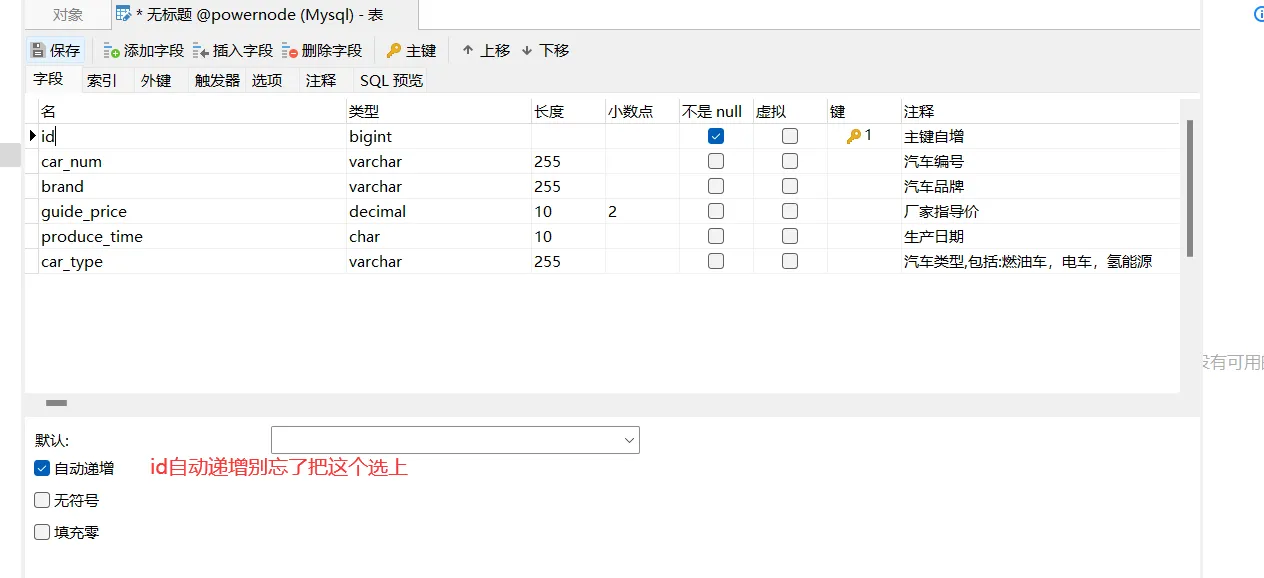 对象 * 无标题 @powernode (Mysql) - 表
保存 添加字段 插入字段 删除字段 主键 上移 下移
字段 索引 外键 触发器 选项 注释 SQL 预览
名 类型 长度 小数点 不是 null 虚拟 键 注释
id bigint 1 主键自增
car_num varchar 255 汽车编号
brand varchar 255 汽车品牌
guide_price decimal 10 2 厂家指导价
produce_time char 10 生产日期
car_type varchar 255 汽车类型,包括:燃油车，电车，氢能源
有可用
默认:
自动递增 id自动递增别忘了把这个选上
无符号
填充零